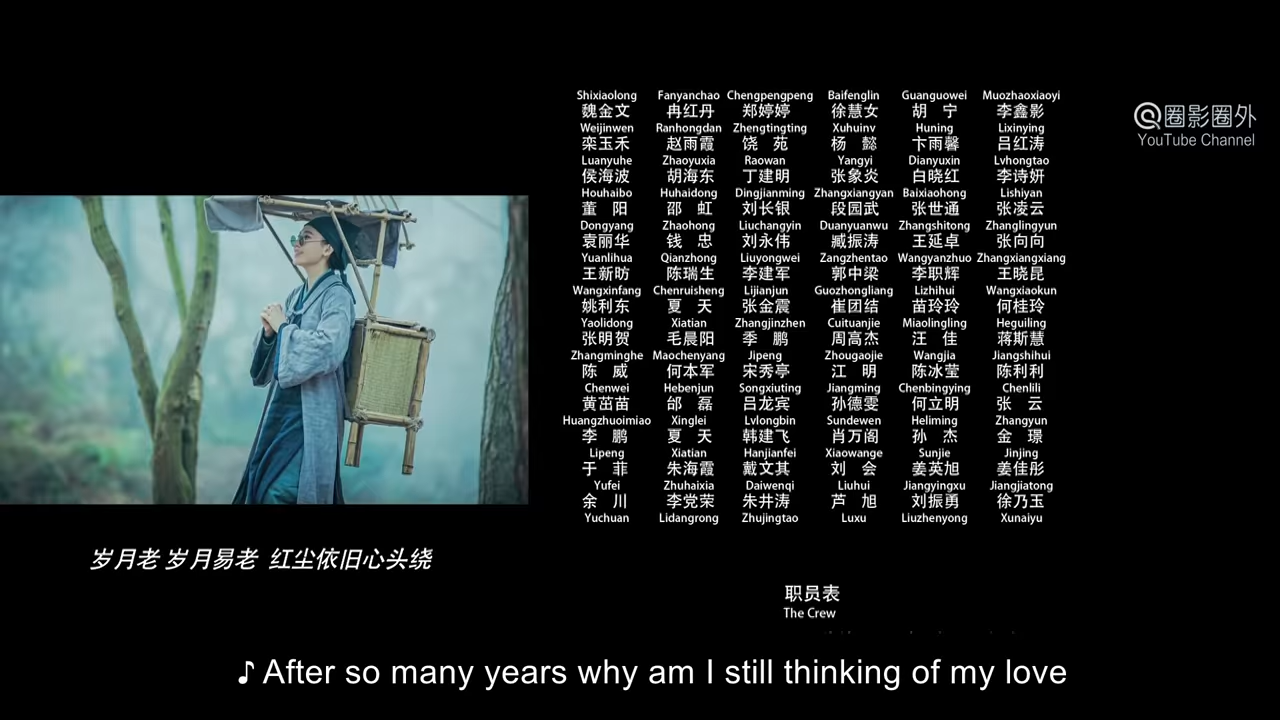 Shixiaolong Fanyanchao Chengpengpeng Baifenglin Guanguowei Muozhaoxiaoyi
魏金文 冉红丹 郑婷婷 徐慧女 胡 宁 李鑫影
Weijinwen Ranhongdan Zhengtingting Xuhuinv Huning Lixinying
栾玉禾 赵雨霞 饶 苑 杨 懿 卞雨馨 吕红涛
Luanyuhe Zhaoyuxia Raowan Yangyi Dianyuxin Lvhongtao
侯海波 胡海东 丁建明 张象炎 白晓红 李诗妍
Houhaibo Huhaidong Dingjianming Zhangxiangyan Baixiaohong Lishiyan
董 阳 邵 虹 刘长银 段园武 张世通 张凌云
Dongyang Zhaohong Liuchangyin Duanyuanwu Zhangshitong Zhanglingyun
袁丽华 钱 忠 刘永伟 臧振涛 王延卓 张向向
Yuanlihua Qianzhong Liuyongwei Zangzhentao Wangyanzhuo Zhangxiangxiang
王新昉 陈瑞生 李建军 郭中梁 李职辉 王晓昆
Wangxinfang Chenruisheng Lijianjun Guozhongliang Lizhihui Wangxiaokun
姚利东 夏 天 张金震 崔团结 苗玲玲 何桂玲
Yaolidong Xiatian Zhangjinzhen Cuituanjie Miaolingling Heguiling
张明贺 毛晨阳 季 鹏 周高杰 汪 佳 蒋斯慧
Zhangminghe Maochenyang Jipeng Zhougaojie Wangjia Jiangshihui
陈 威 何本军 宋秀亭 江 明 陈冰莹 陈利利
Chenwei Hebenjun Songxiuting Jiangming Chenbingying Chenlili
黄茁苗 邰 磊 吕龙宾 孙德雯 何立明 张 云
Huangzhuoimiao Xinglei Lvlongbin Sundewen Heliming Zhangyun
李 鹏 夏 天 韩建飞 肖万阁 孙 杰 金 璟
Lipeng Xiatian Hanjianfei Xiaowange Sunjie Jinjing
于 菲 朱海霞 戴文其 刘 会 姜英旭 姜佳彤
Yufei Zhuhaixia Daiwenqi Liuhui Jiangyingxu Jiangjiatong
余 川 李党荣 朱井涛 芦 旭 刘振勇 徐乃玉
Yuchuan Lidangrong Zhujingtao Luxu Liuzhenyong Xunaiyu
圈影圈外
YouTube Channel
岁月老 岁月易老 红尘依旧心头绕
职员表
The Crew
♪ After so many years why am I still thinking of my love